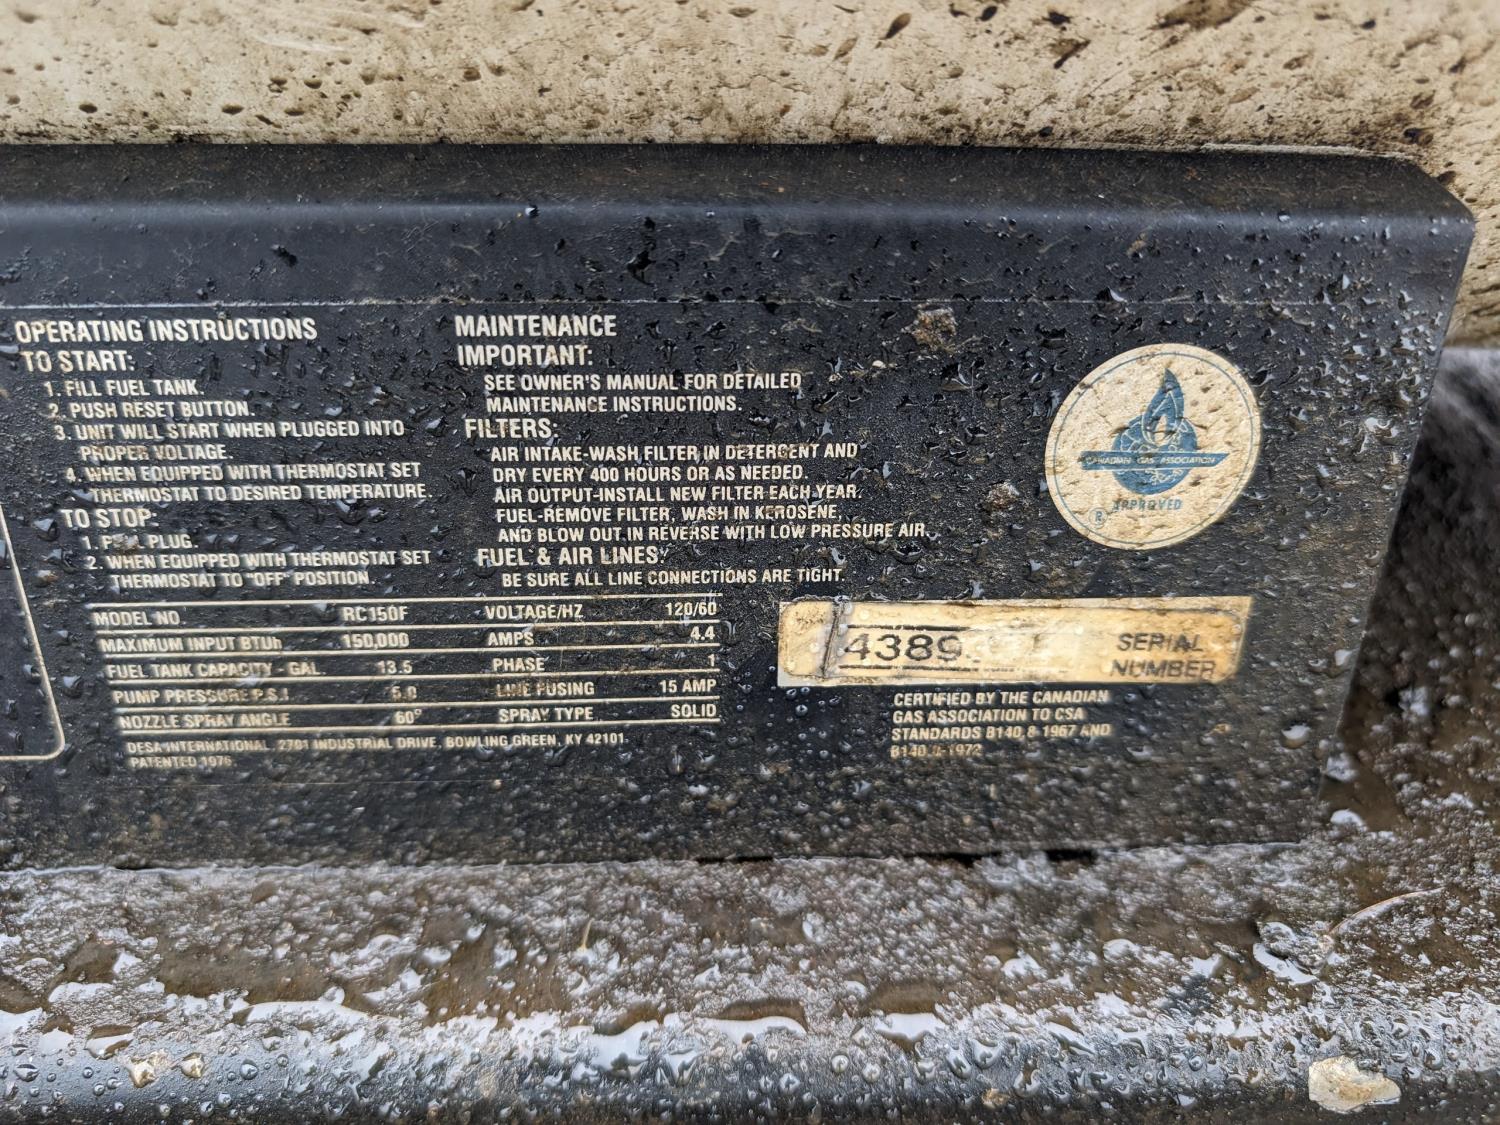 OPERATING INSTRUCTIONS
TO START:
1. FILL FUEL TANK.
2. PUSH RESET BUTTON.
3. UNIT WILL START WHEN PLUGGED INTO
PROPER VOLTAGE.
4. WHEN EQUIPPED WITH THERMOSTAT SET
THERMOSTAT TO DESIRED TEMPERATURE.
TO STOP:
1. PULL PLUG.
2. WHEN EQUIPPED WITH THERMOSTAT SET
THERMOSTAT TO "OFF" POSITION.
MAINTENANCE
IMPORTANT:
SEE OWNER'S MANUAL FOR DETAILED
MAINTENANCE INSTRUCTIONS.
FILTERS:
AIR INTAKE-WASH FILTER IN DETERGENT AND
DRY EVERY 400 HOURS OR AS NEEDED.
AIR OUTPUT-INSTALL NEW FILTER EACH YEAR.
FUEL-REMOVE FILTER, WASH IN KEROSENE,
AND BLOW OUT IN REVERSE WITH LOW PRESSURE AIR.
FUEL & AIR LINES:
BE SURE ALL LINE CONNECTIONS ARE TIGHT.
MODEL NO. RC150F VOLTAGE/HZ 120/60
MAXIMUM INPUT BTUh 150,000 AMPS 4.4
FUEL TANK CAPACITY - GAL. 13.5 PHASE 1
PUMP PRESSURE P.S.I. 5.0 LINE FUSING 15 AMP
NOZZLE SPRAY ANGLE 60° SPRAY TYPE SOLID
DESA INTERNATIONAL, 2701 INDUSTRIAL DRIVE, BOWLING GREEN, KY 42101
PATENTED 1976
CANADIAN GAS ASSOCIATION
APPROVED
®
4389
SERIAL
NUMBER
CERTIFIED BY THE CANADIAN
GAS ASSOCIATION TO CSA
STANDARDS B140.8-1967 AND